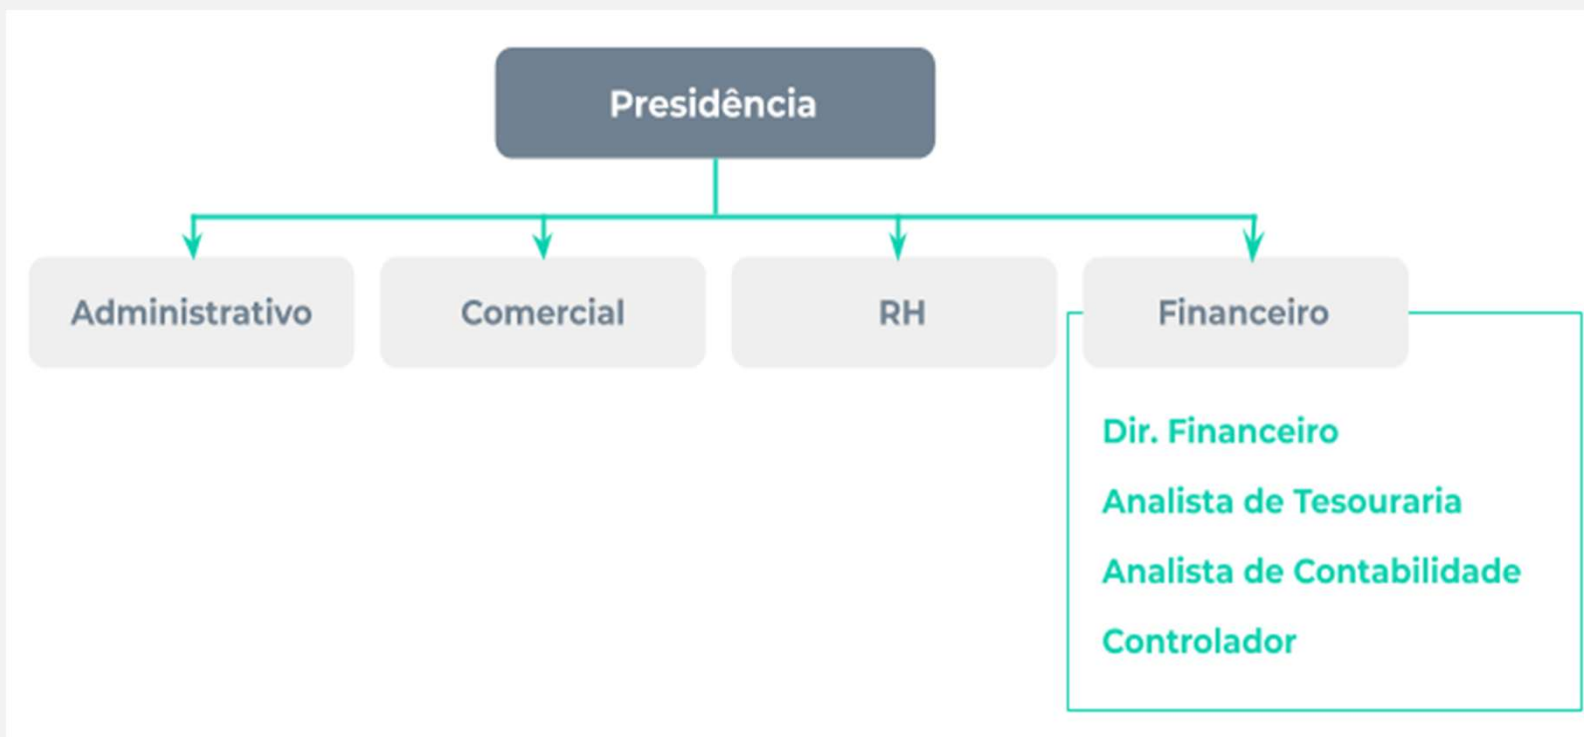 Presidência
Administrativo
Comercial
RH
Financeiro
Dir. Financeiro
Analista de Tesouraria
Analista de Contabilidade
Controlador